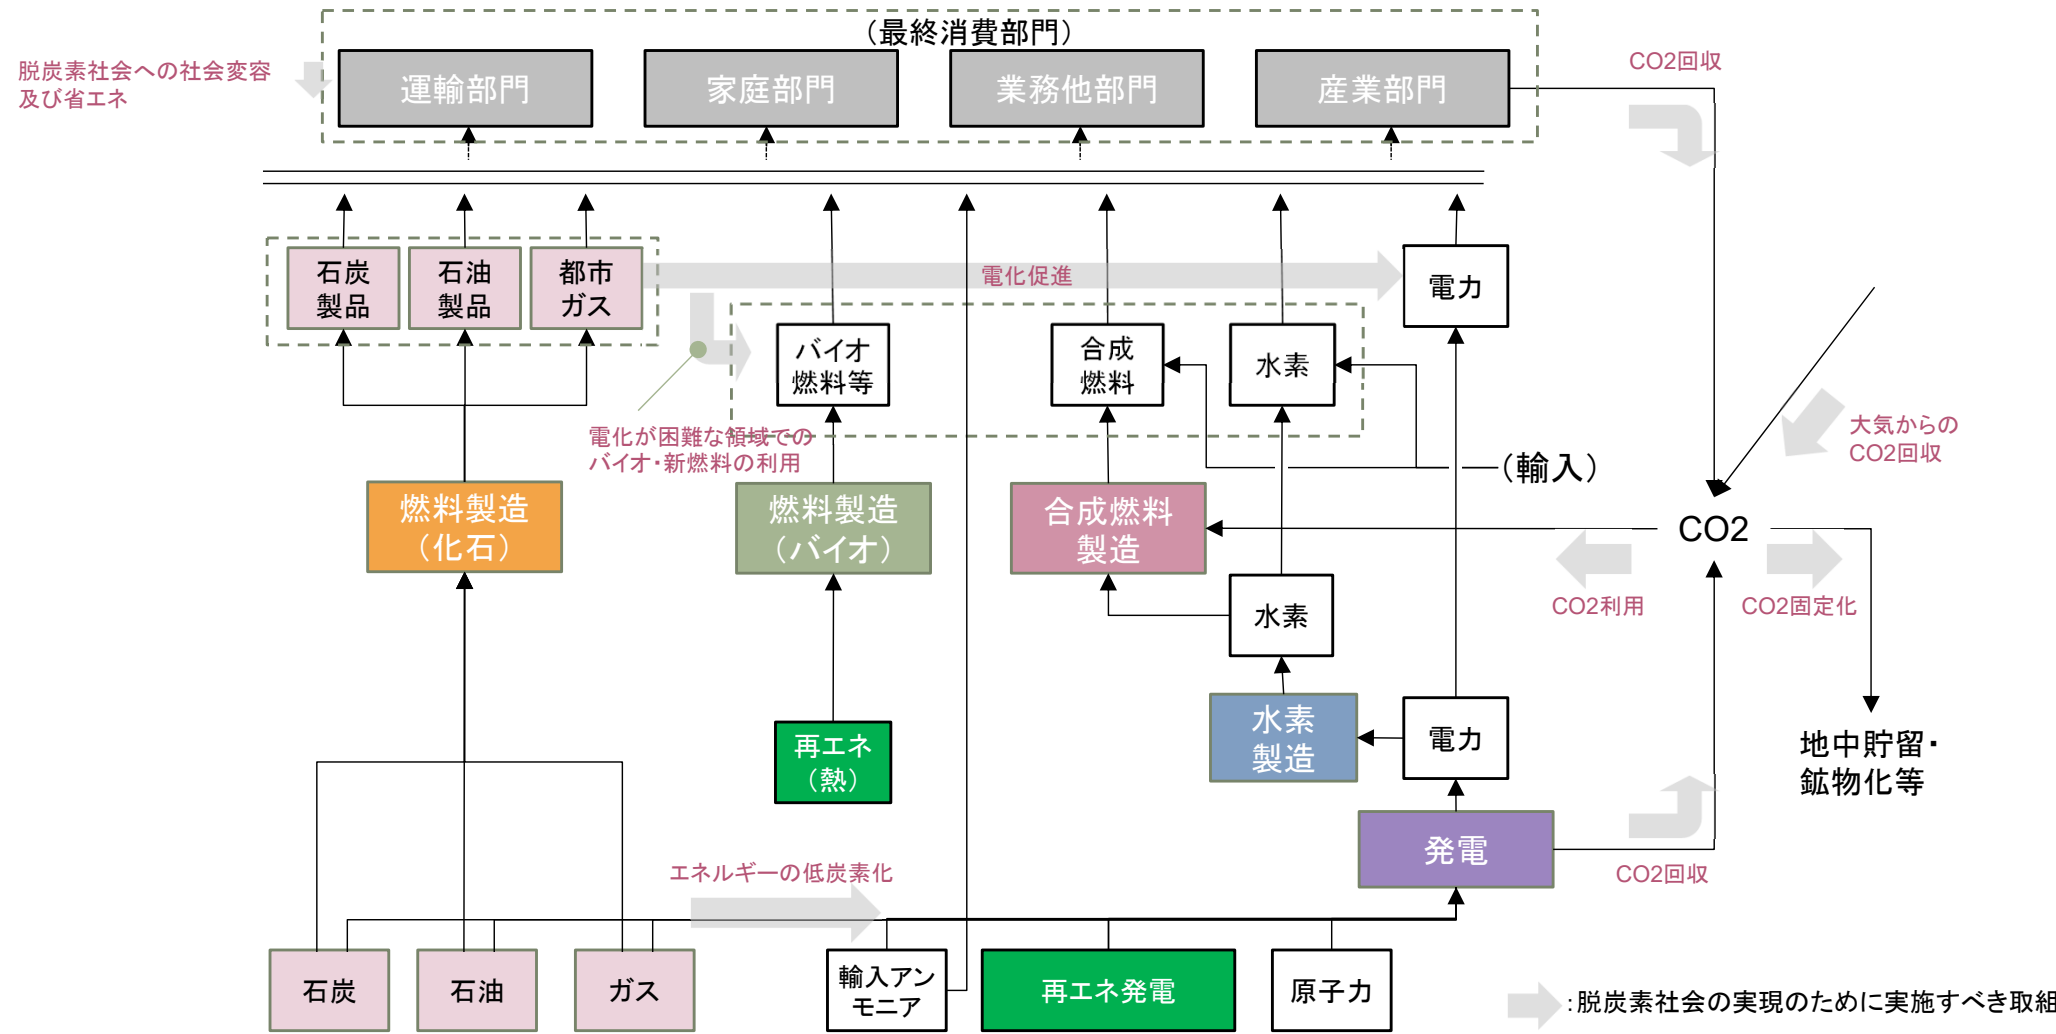 （最終消費部門）
脱炭素社会への社会変容
及び省エネ
運輸部門
家庭部門
業務他部門
産業部門
CO2回収
石炭
製品
石油
製品
都市
ガス
電化促進
電力
バイオ
燃料等
合成
燃料
水素
大気からの
CO2回収
電化が困難な領域での
バイオ・新燃料の利用
（輸入）
燃料製造
（化石）
燃料製造
（バイオ）
合成燃料
製造
CO2
CO2利用
CO2固定化
水素
水素
製造
電力
再エネ
（熱）
地中貯留・
鉱物化等
発電
CO2回収
エネルギーの低炭素化
石炭
石油
ガス
輸入アン
モニア
再エネ発電
原子力
：脱炭素社会の実現のために実施すべき取組